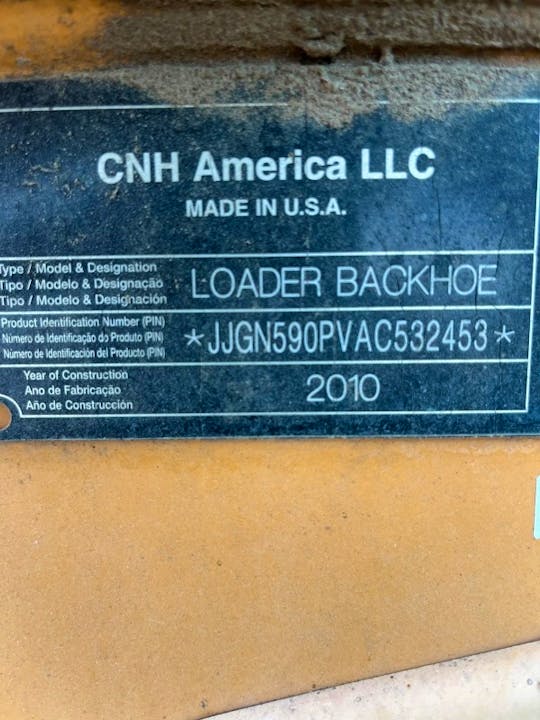 CNH America LLC
MADE IN U.S.A.
Type / Model & Designation
Tipo / Modelo & Designação
Tipo / Modelo & Designación
LOADER BACKHOE
Product Identification Number (PIN)
Número de Identificação do Produto (PIN)
Número de Identificación del Producto (PIN)
*JJGN590PVAC532453*
Year of Construction
Ano de Fabricação
Año de Construcción
2010